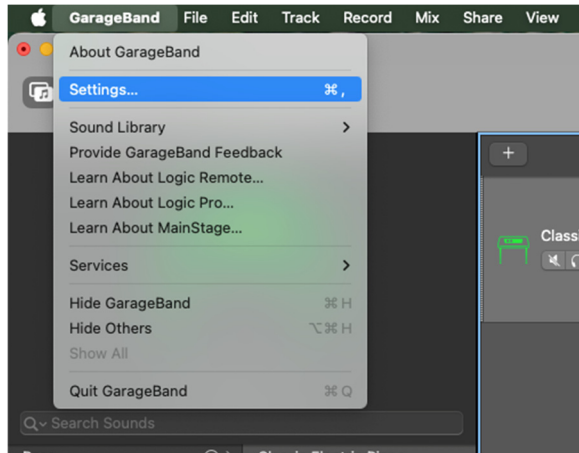 GarageBand File Edit Track Record Mix Share View
About GarageBand
Settings... ⌘ ,
Sound Library
Provide GarageBand Feedback
Learn About Logic Remote...
Learn About Logic Pro...
Learn About MainStage...
Services
Hide GarageBand ⌘ H
Hide Others ⌥⌘ H
Show All
Quit GarageBand ⌘ Q
Search Sounds